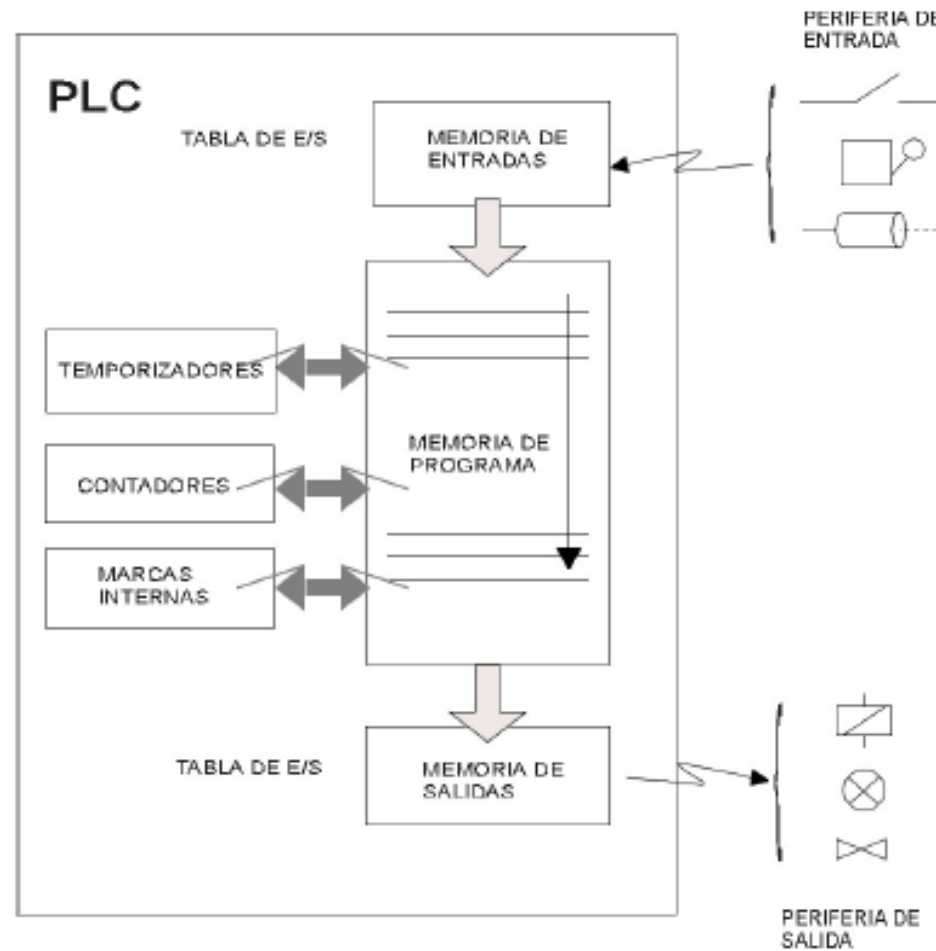 PERIFERIA DE
ENTRADA
PLC
TABLA DE E/S
MEMORIA DE
ENTRADAS
TEMPORIZADORES
CONTADORES
MARCAS
INTERNAS
MEMORIA DE
PROGRAMA
TABLA DE E/S
MEMORIA DE
SALIDAS
PERIFERIA DE
SALIDA